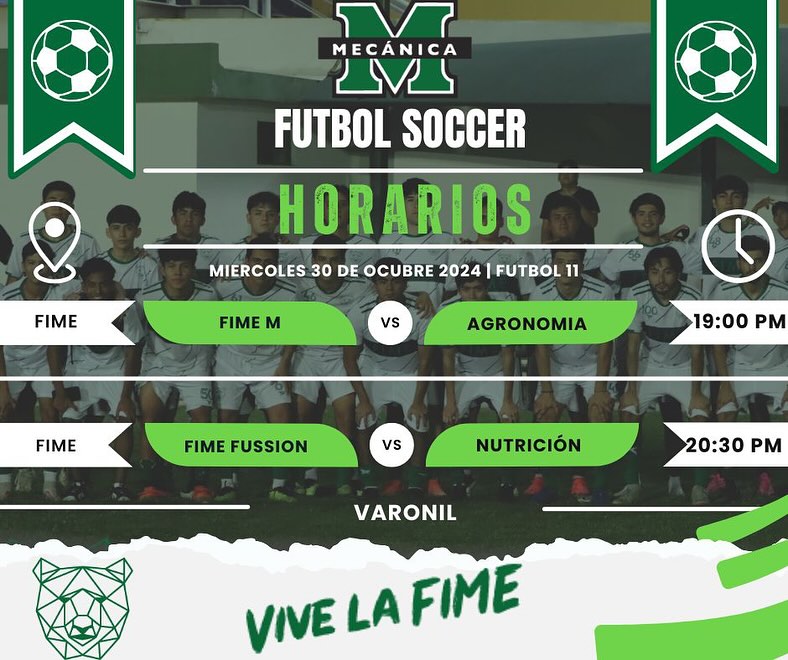 MECÁNICA
M
FUTBOL SOCCER
HORARIOS
MIERCOLES 30 DE OCUBRE 2024 | FUTBOL 11
FIME FIME M VS AGRONOMIA 19:00 PM
FIME FIME FUSSION VS NUTRICIÓN 20:30 PM
VARONIL
VIVE LA FIME